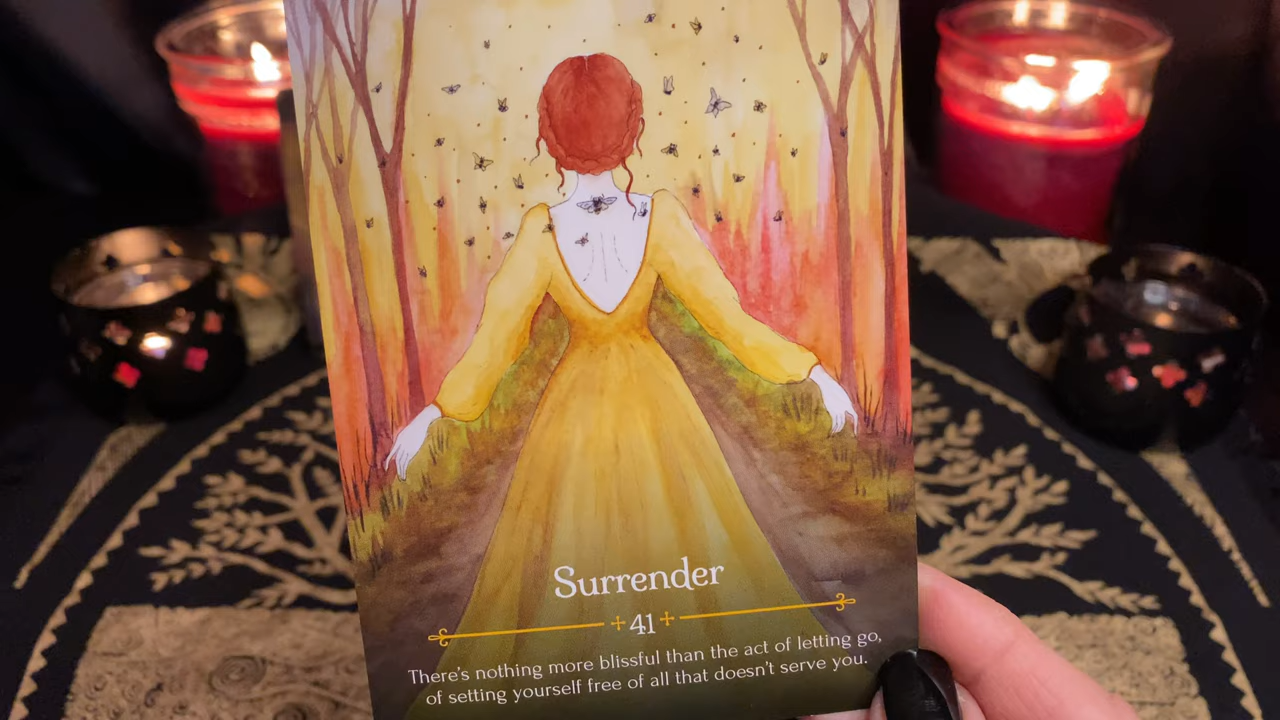 Surrender
+41+
There's nothing more blissful than the act of letting go,
of setting yourself free of all that doesn't serve you.